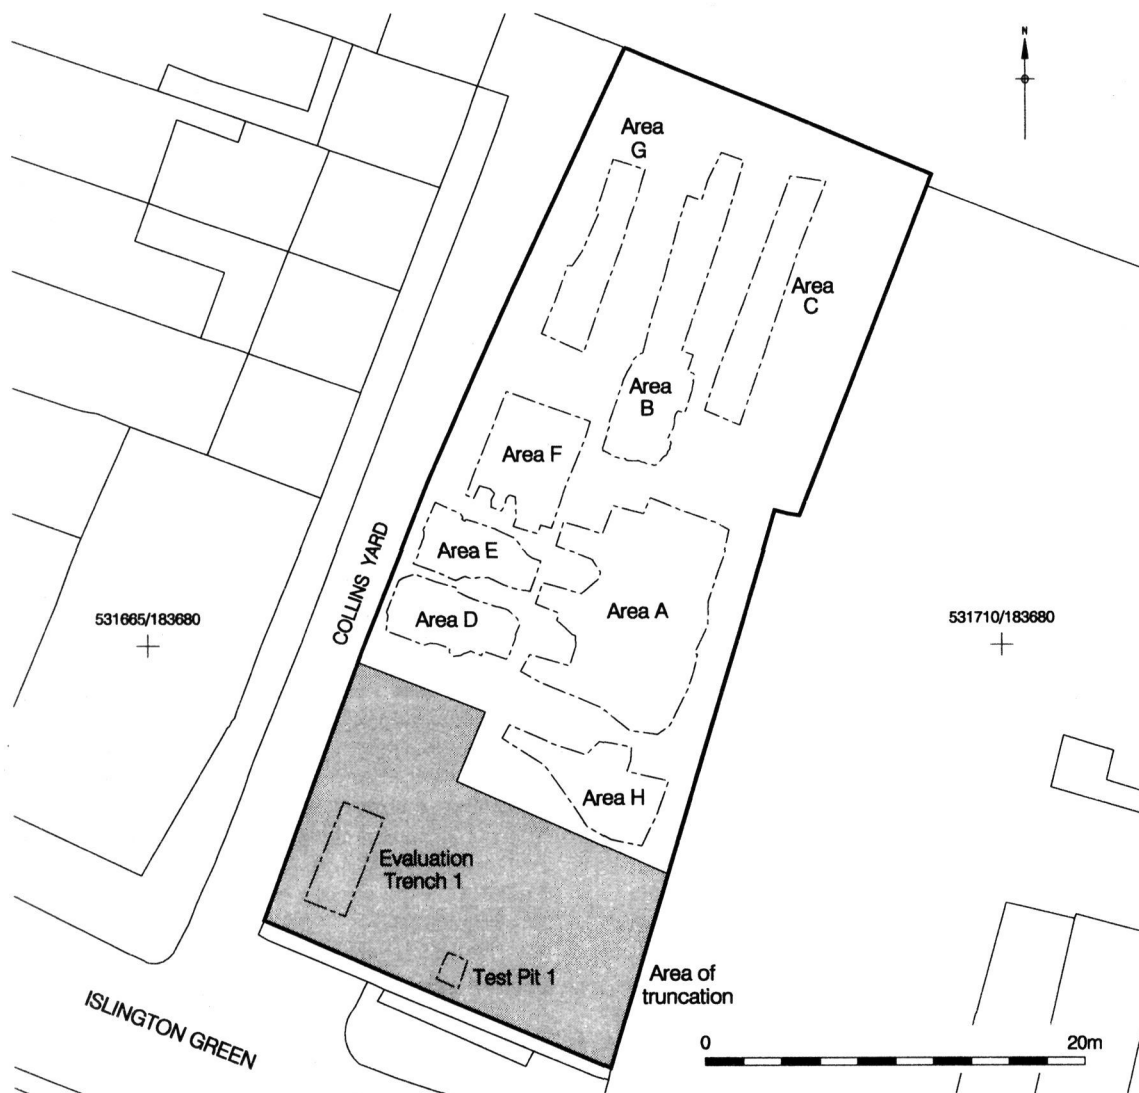 N
Area
G
Area
C
Area
B
Area F
Area E
Area D
Area A
COLLINS YARD
531665/183680
531710/183680
Area H
Evaluation
Trench 1
Test Pit 1
Area of
truncation
ISLINGTON GREEN
0
20m